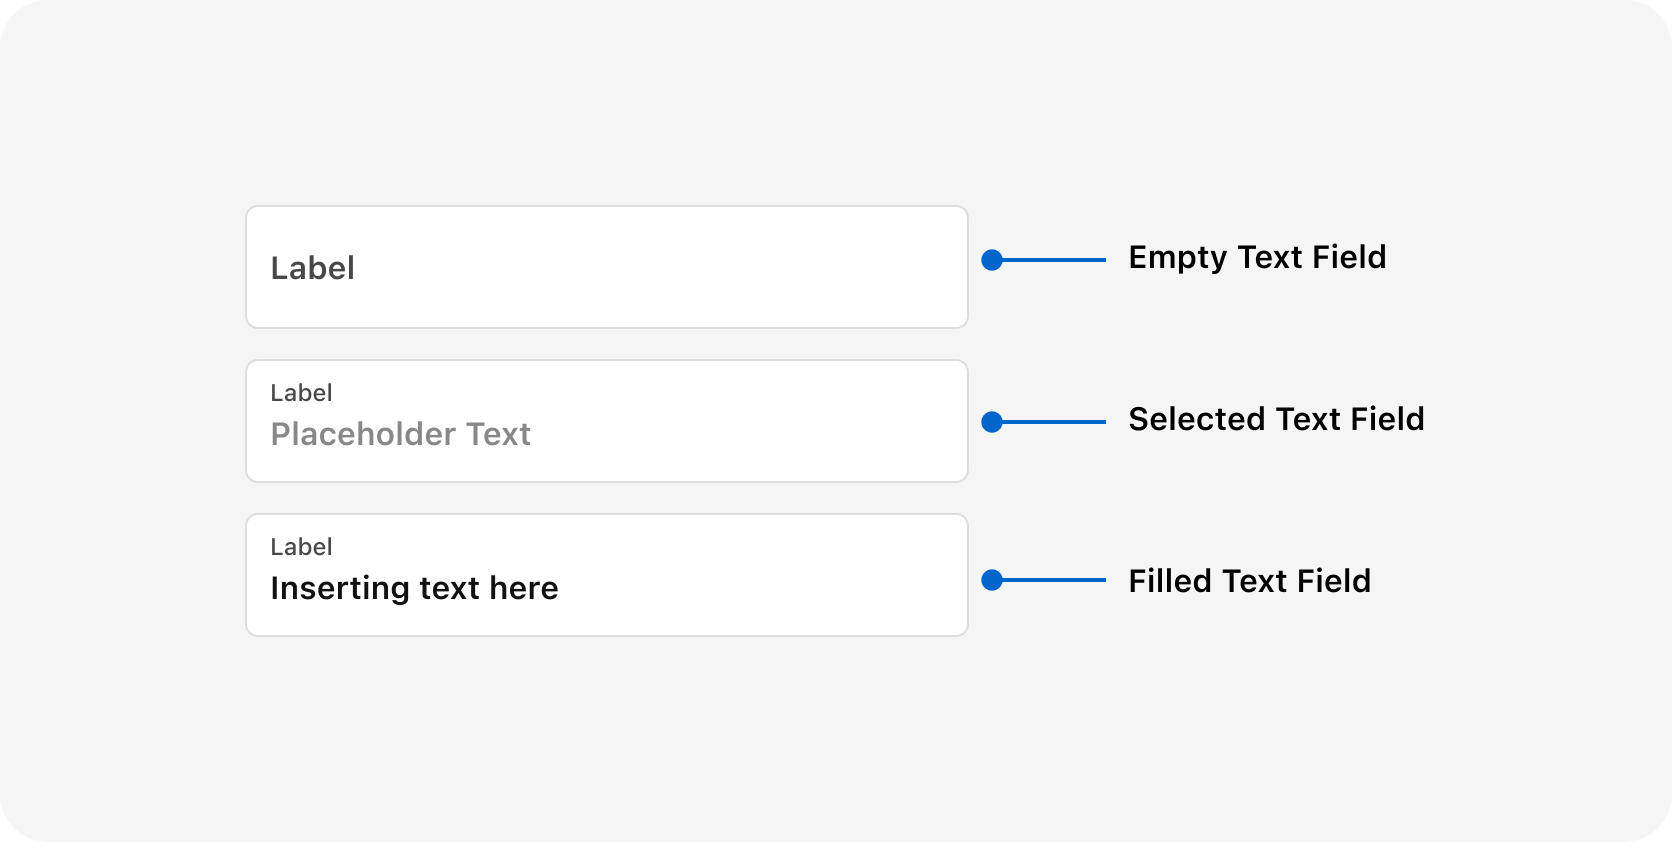 Label
Empty Text Field
Label
Placeholder Text
Selected Text Field
Label
Inserting text here
Filled Text Field